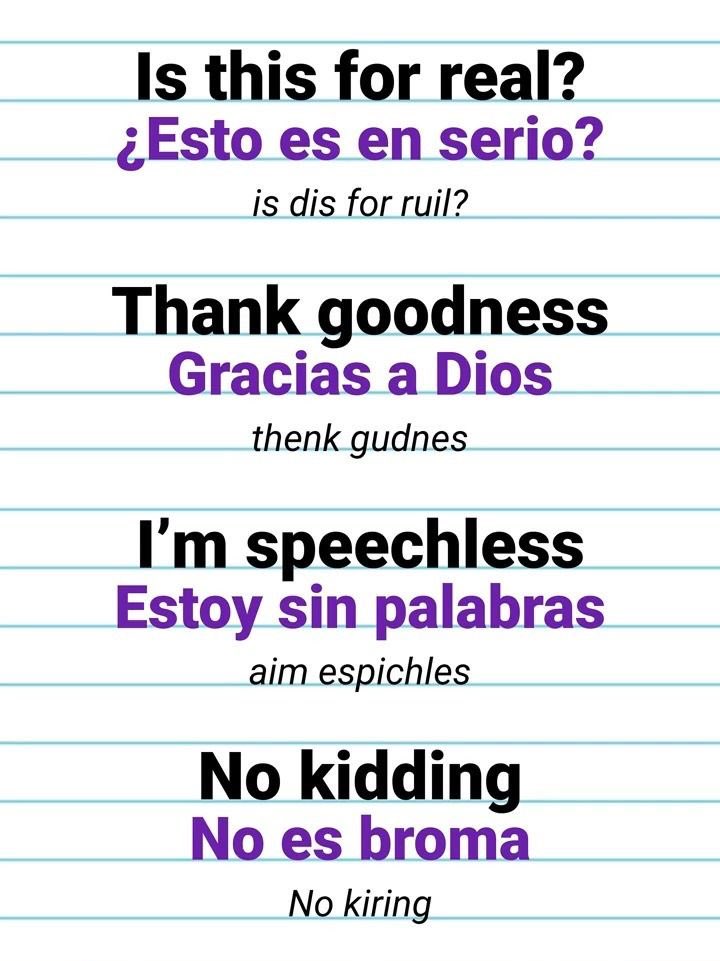 Is this for real?
¿Esto es en serio?
is dis for ruil?
Thank goodness
Gracias a Dios
thenk gudnes
I’m speechless
Estoy sin palabras
aim espichles
No kidding
No es broma
No kiring